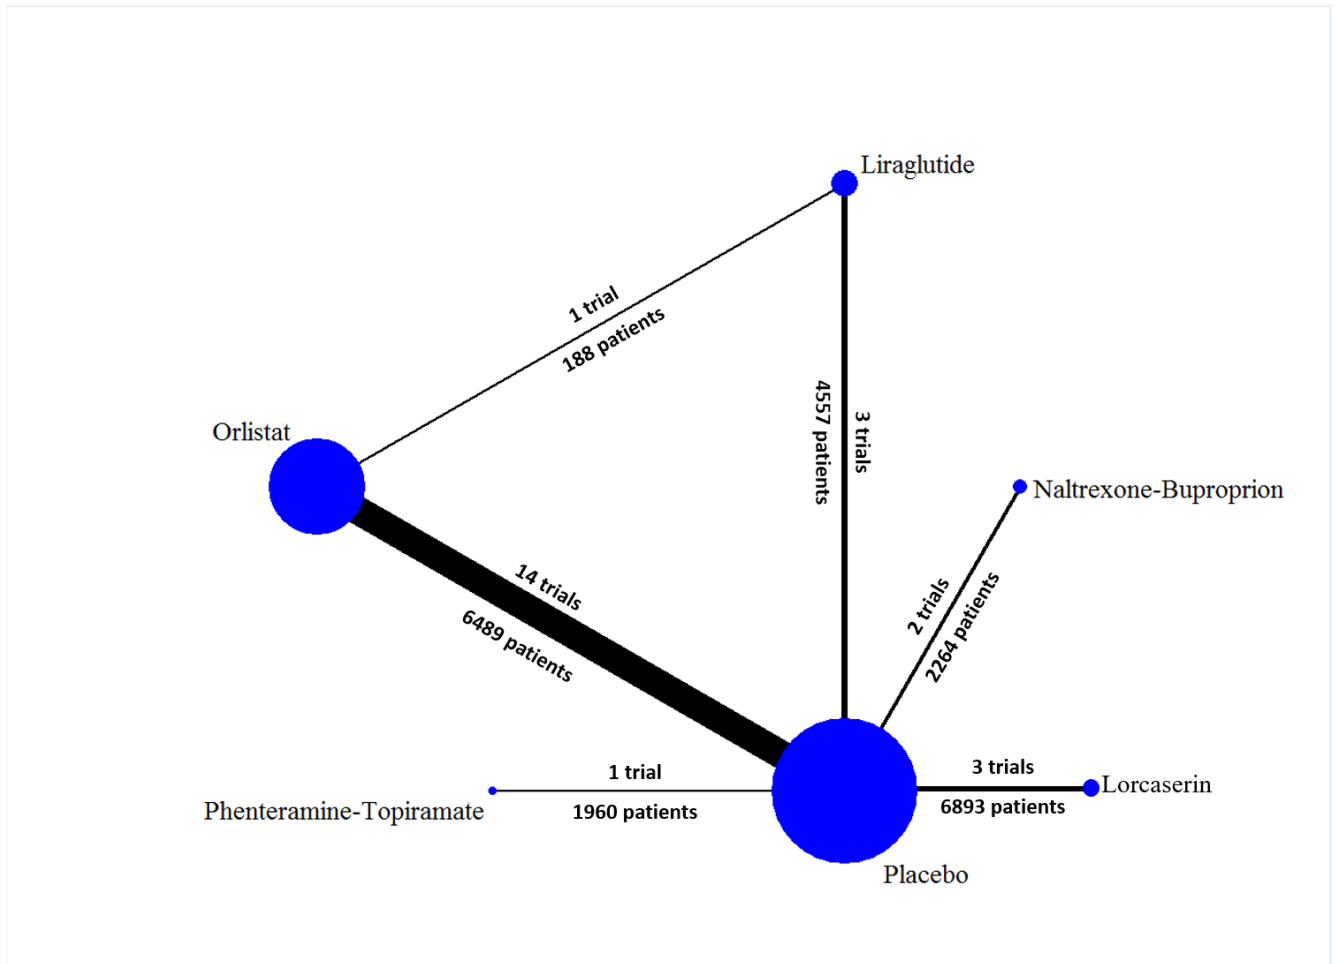 Liraglutide
1 trial
188 patients
Orlistat
4557 patients
3 trials
Naltrexone-Buproprion
14 trials
6489 patients
2 trials
2264 patients
1 trial
1960 patients
Phenteramine-Topiramate
3 trials
6893 patients
Lorcaserin
Placebo